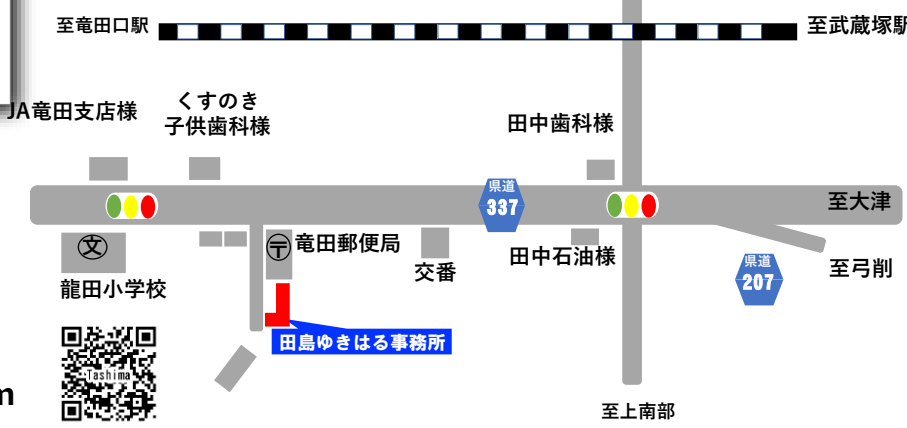 至竜田口駅
至武蔵塚駅
JA竜田支店様
くすのき
子供歯科様
田中歯科様
県道
337
至大津
文
〒
竜田郵便局
交番
田中石油様
県道
207
至弓削
龍田小学校
田島ゆきはる事務所
Tashima
m
至上南部